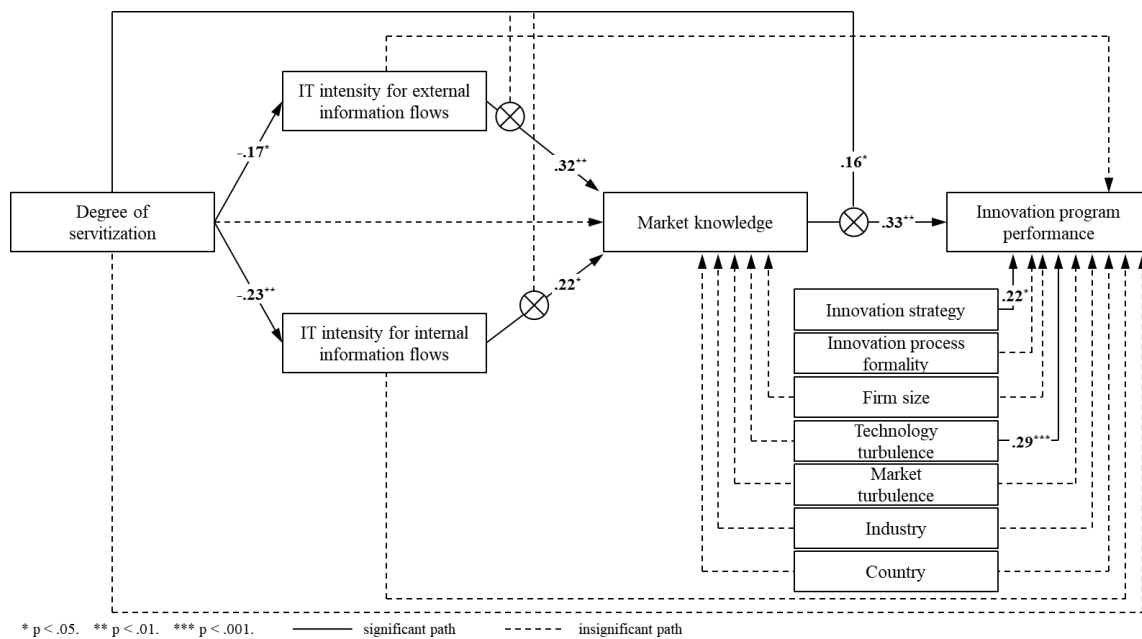 IT intensity for external
information flows
-.17*
.32**
.16*
Degree of
servitization
Market knowledge
.33**
Innovation program
performance
-.23**
.22*
IT intensity for internal
information flows
.22*
Innovation strategy
Innovation process
formality
Firm size
Technology
turbulence
.29***
Market
turbulence
Industry
Country
* p < .05. ** p < .01. *** p < .001. significant path insignificant path